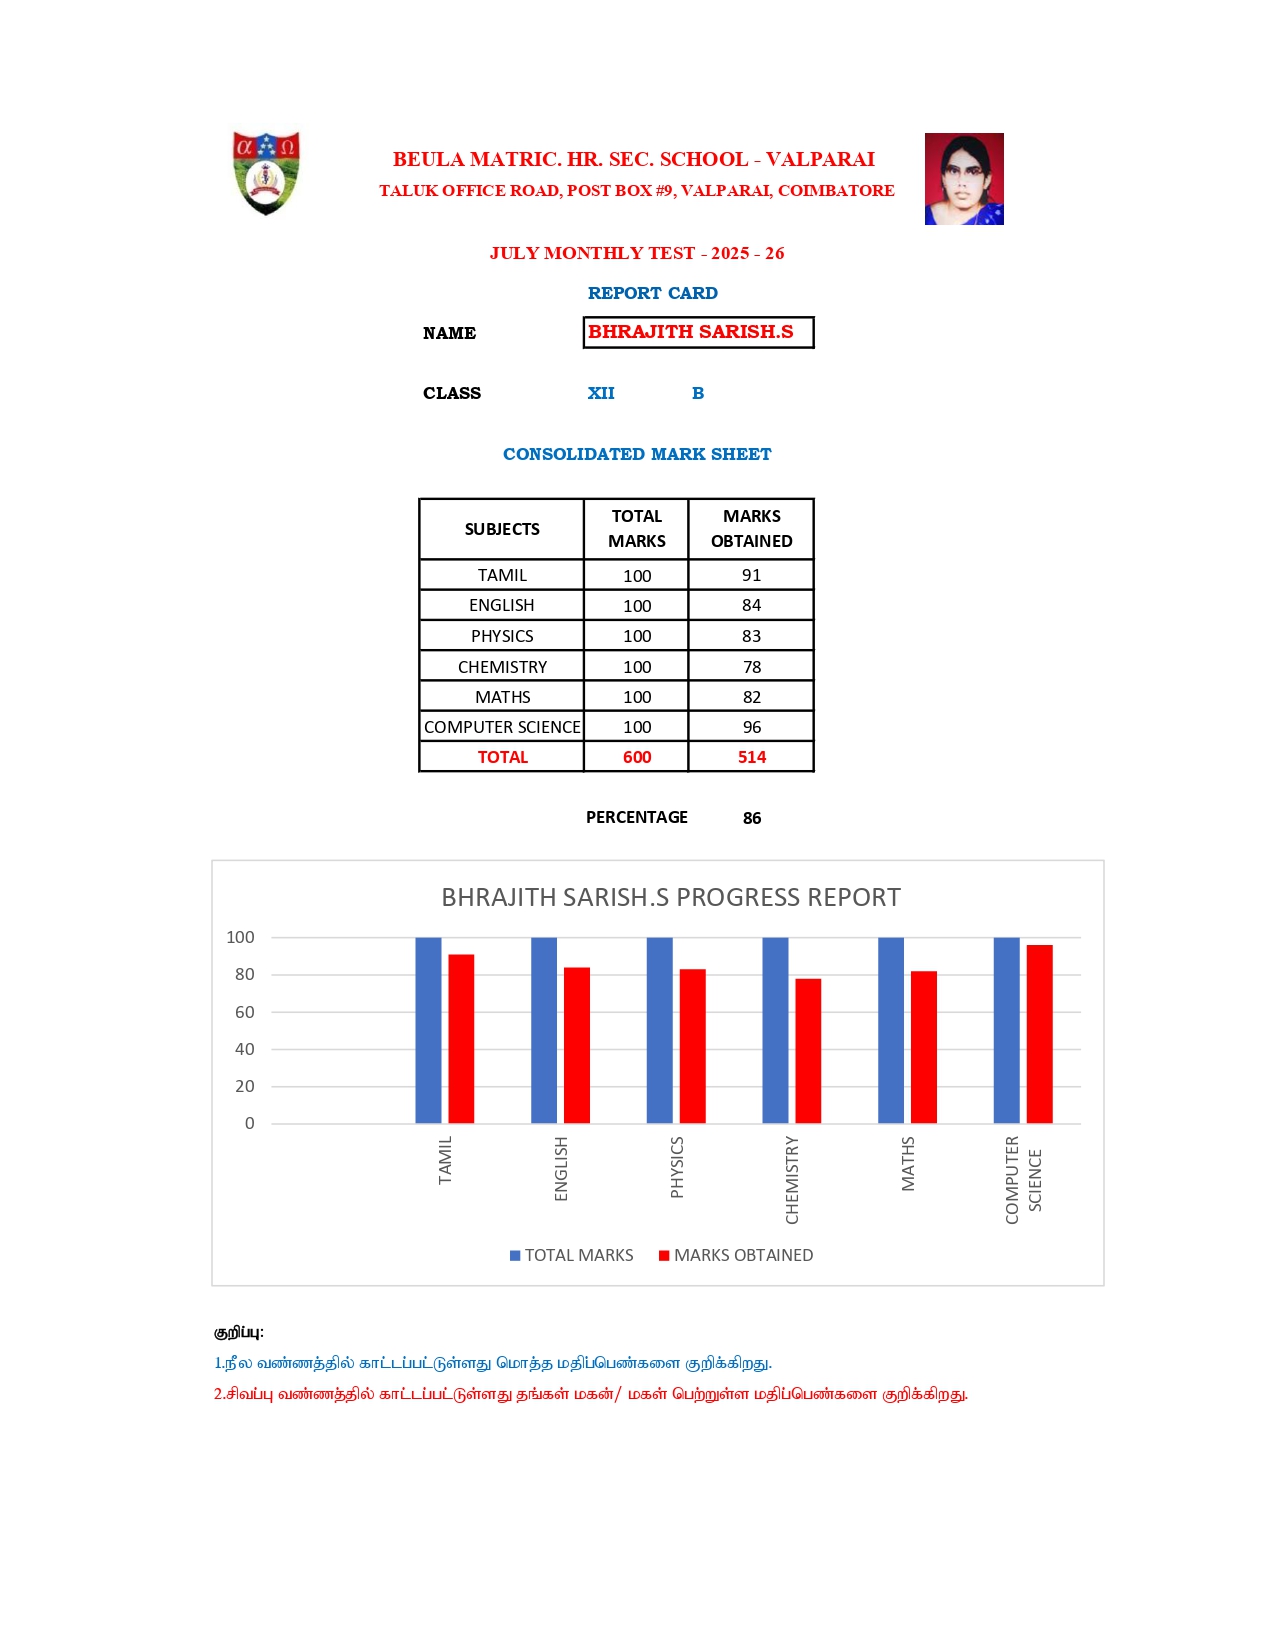 α Ω
BEULA MATRIC. HR. SEC. SCHOOL - VALPARAI
TALUK OFFICE ROAD, POST BOX #9, VALPARAI, COIMBATORE
JULY MONTHLY TEST - 2025 - 26
REPORT CARD
NAME BHRAJITH SARISH.S
CLASS XII B
CONSOLIDATED MARK SHEET
SUBJECTS TOTAL MARKS MARKS OBTAINED
TAMIL 100 91
ENGLISH 100 84
PHYSICS 100 83
CHEMISTRY 100 78
MATHS 100 82
COMPUTER SCIENCE 100 96
TOTAL 600 514
PERCENTAGE 86
BHRAJITH SARISH.S PROGRESS REPORT
100
80
60
40
20
0
TAMIL ENGLISH PHYSICS CHEMISTRY MATHS COMPUTER SCIENCE
TOTAL MARKS MARKS OBTAINED
குறிப்பு:
1.நீல வண்ணத்தில் காட்டப்பட்டுள்ளது மொத்த மதிப்பெண்களை குறிக்கிறது.
2.சிவப்பு வண்ணத்தில் காட்டப்பட்டுள்ளது தங்கள் மகன்/ மகள் பெற்றுள்ள மதிப்பெண்களை குறிக்கிறது.